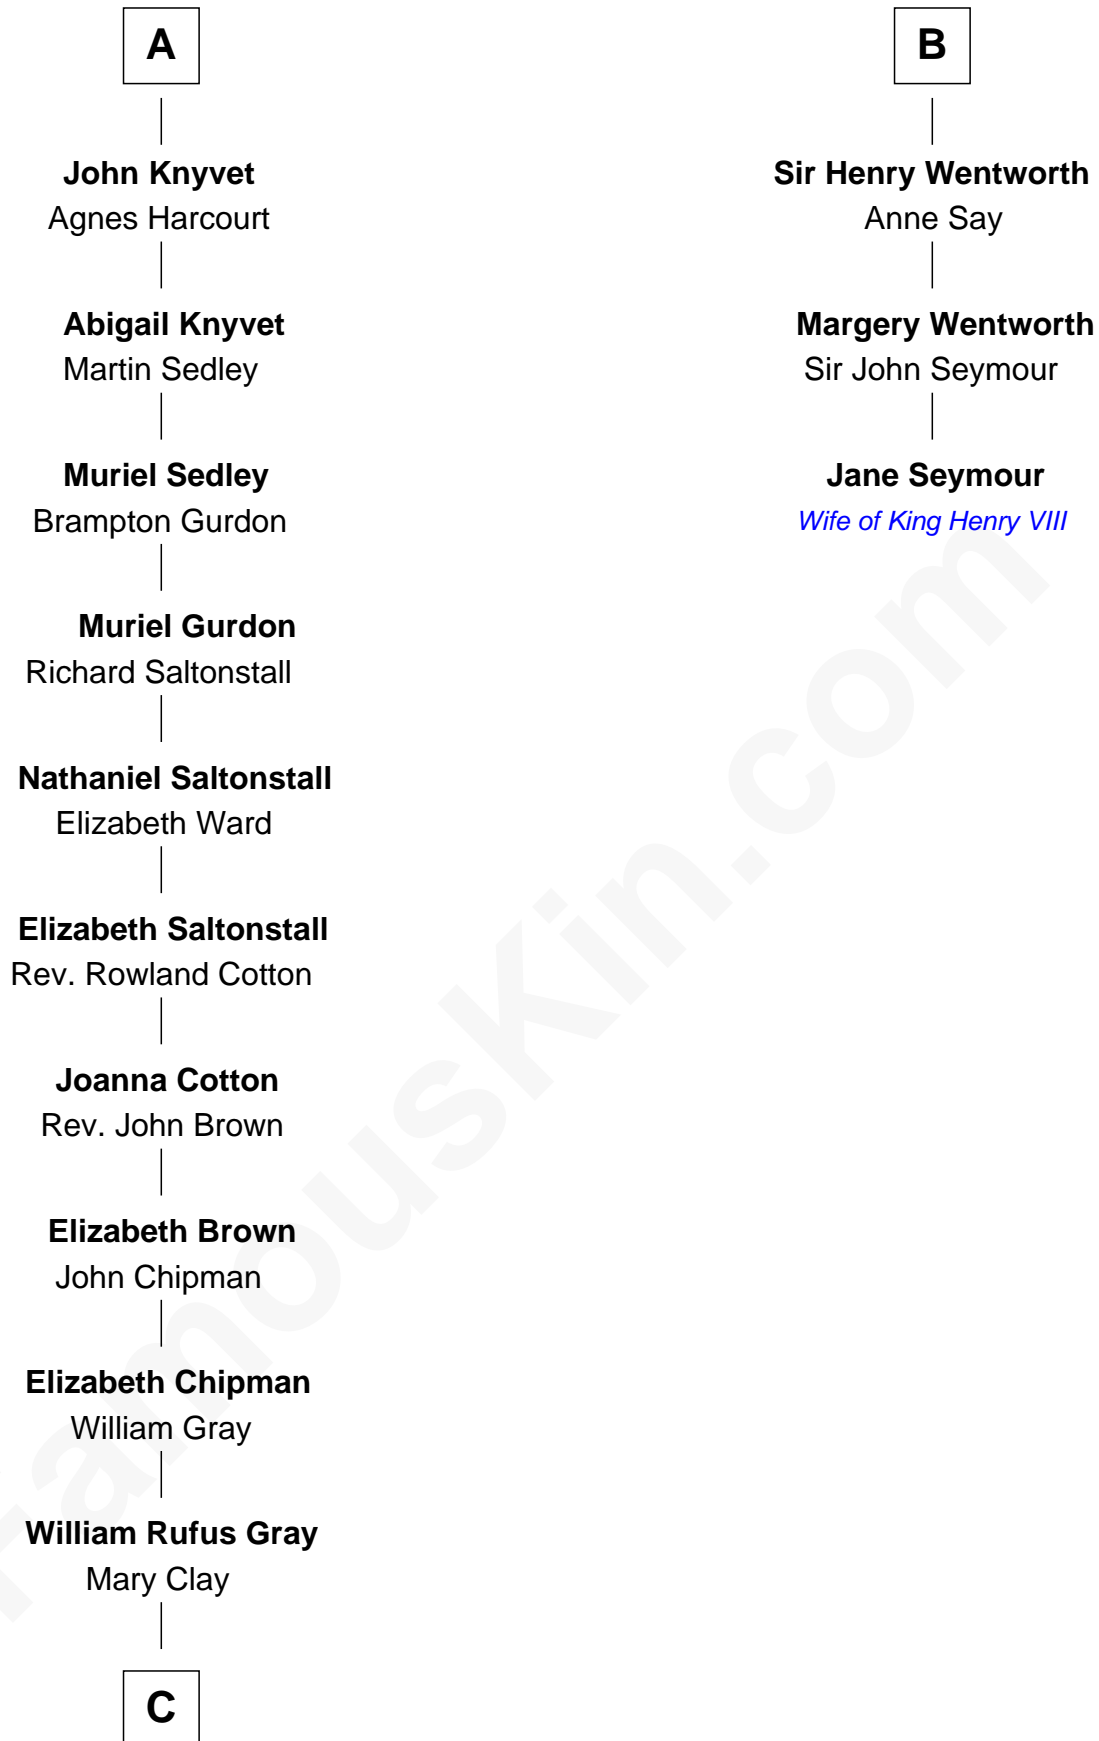 A
John Knyvet
Agnes Harcourt
Abigail Knyvet
Martin Sedley
Muriel Sedley
Brampton Gurdon
Muriel Gurdon
Richard Saltonstall
Nathaniel Saltonstall
Elizabeth Ward
Elizabeth Saltonstall
Rev. Rowland Cotton
Joanna Cotton
Rev. John Brown
Elizabeth Brown
John Chipman
Elizabeth Chipman
William Gray
William Rufus Gray
Mary Clay
C
B
Sir Henry Wentworth
Anne Say
Margery Wentworth
Sir John Seymour
Jane Seymour
Wife of King Henry VIII
FamousKin.com